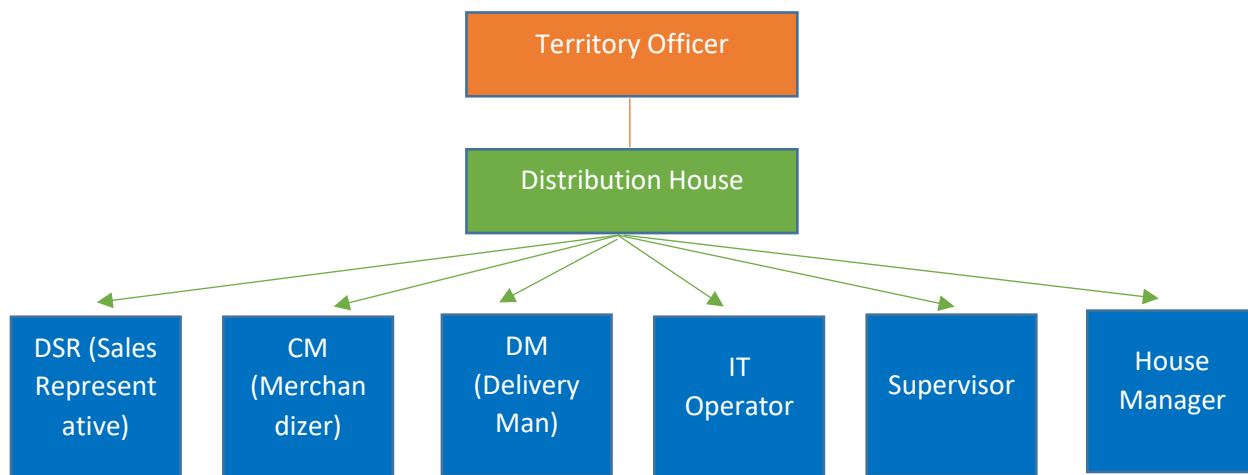 Territory Officer
Distribution House
DSR (Sales
Represent
ative)
CM
(Merchan
dizer)
DM
(Delivery
Man)
IT
Operator
Supervisor
House
Manager